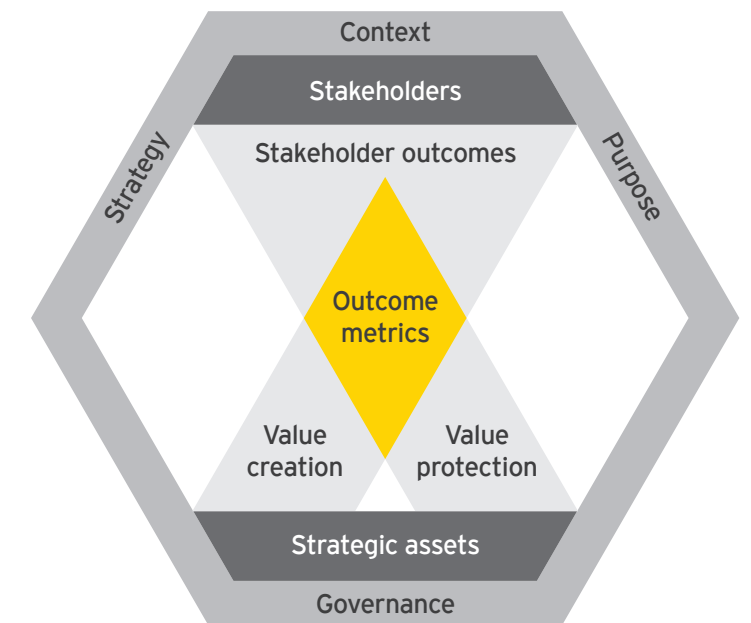 Context
Stakeholders
Strategy
Purpose
Stakeholder outcomes
Outcome
metrics
Value
creation
Value
protection
Strategic assets
Governance